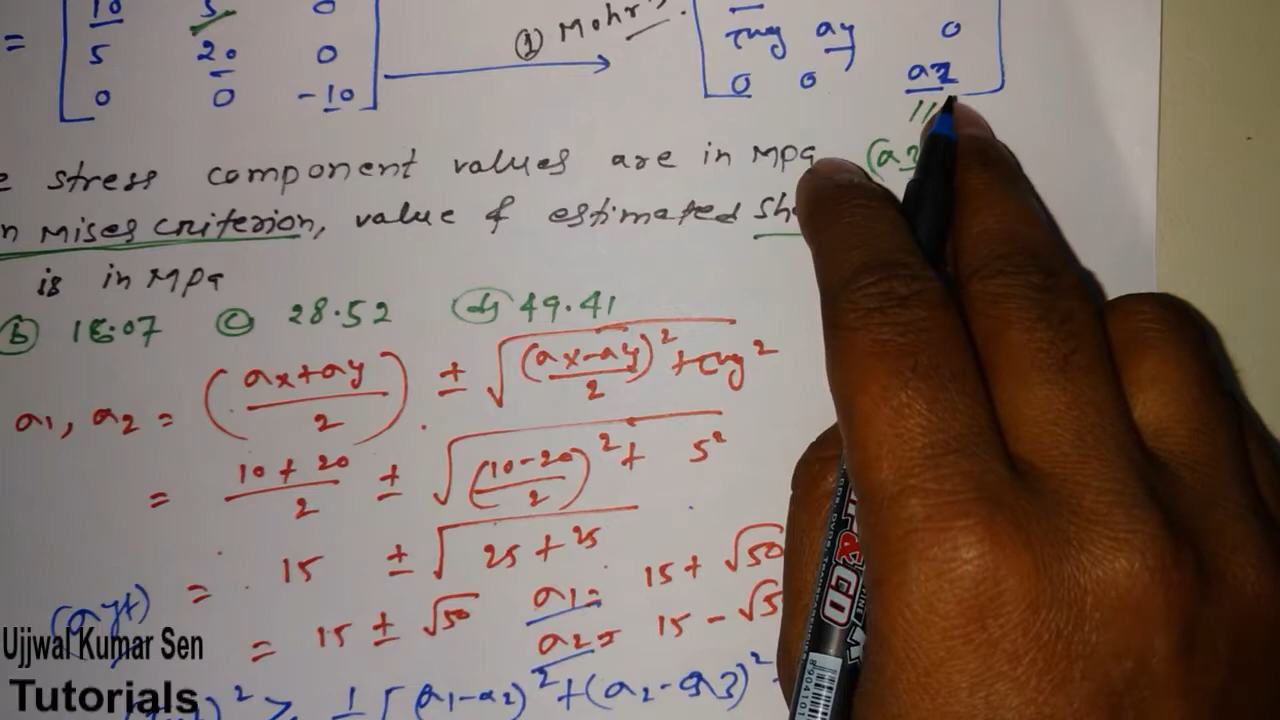 = [ 10 5 0
5 20 0
0 0 -10 ]
① Mohr's.
τxy σy 0
0 0 σz
(σ3
stress component values are in MPa
n Mises criterion, value of estimated she
is in MPa
ⓑ 16.07 ⓒ 28.52 ⓓ 49.41
σ1, σ2 = (σx+σy / 2) ± √((σx-σy / 2)² + τxy²)
= 10+20 / 2 ± √((10-20 / 2)² + 5²)
= 15 ± √(25+25)
= 15 ± √50
σ1= 15+√50
σ2= 15-√5
(σyt)
)² ≥ 1 [(σ1-σ2)²+(σ2-σ3)²
Ujjwal Kumar Sen
Tutorials